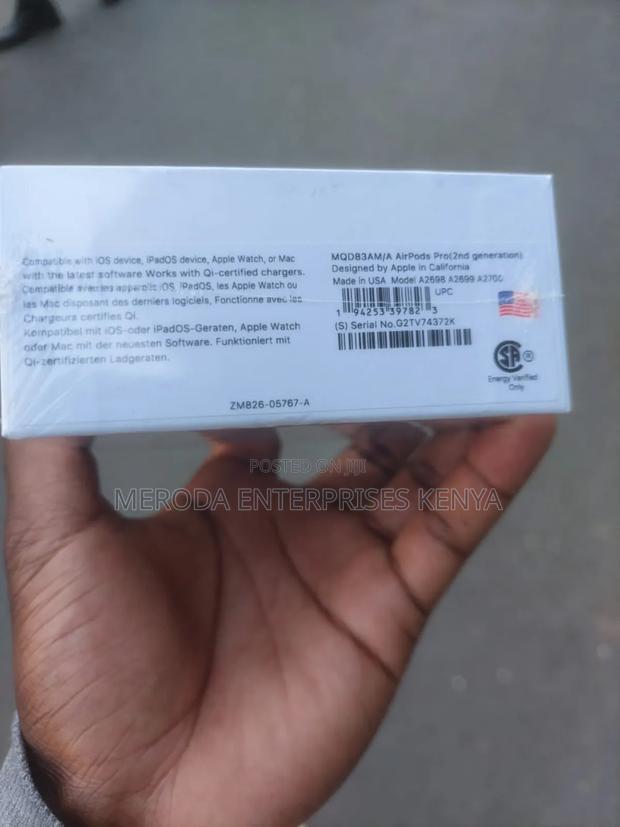 Compatible with iOS device, iPadOS device, Apple Watch, or Mac
with the latest software Works with Qi-certified chargers.
Compatible avec les appareils iOS, iPadOS, les Apple Watch ou
les Mac disposant des derniers logiciels, Fonctionne avec les
Chargeurs certifies Qi.
Kompatibel mit iOS-oder iPadOS-Geraten, Apple Watch
oder Mac mit der neuesten Software. Funktioniert mit
Qi-zertifizierten Ladgeraten.
ZM826-05767-A
MQD83AM/A AirPods Pro(2nd generation)
Designed by Apple in California
Made in USA Model A2698 A2699 A2700
UPC
1 94253 39782 3
(S) Serial No.G2TV74372K
SA ®
Energy Verified
Only
POSTED ON
MERODA ENTERPRISES KENYA